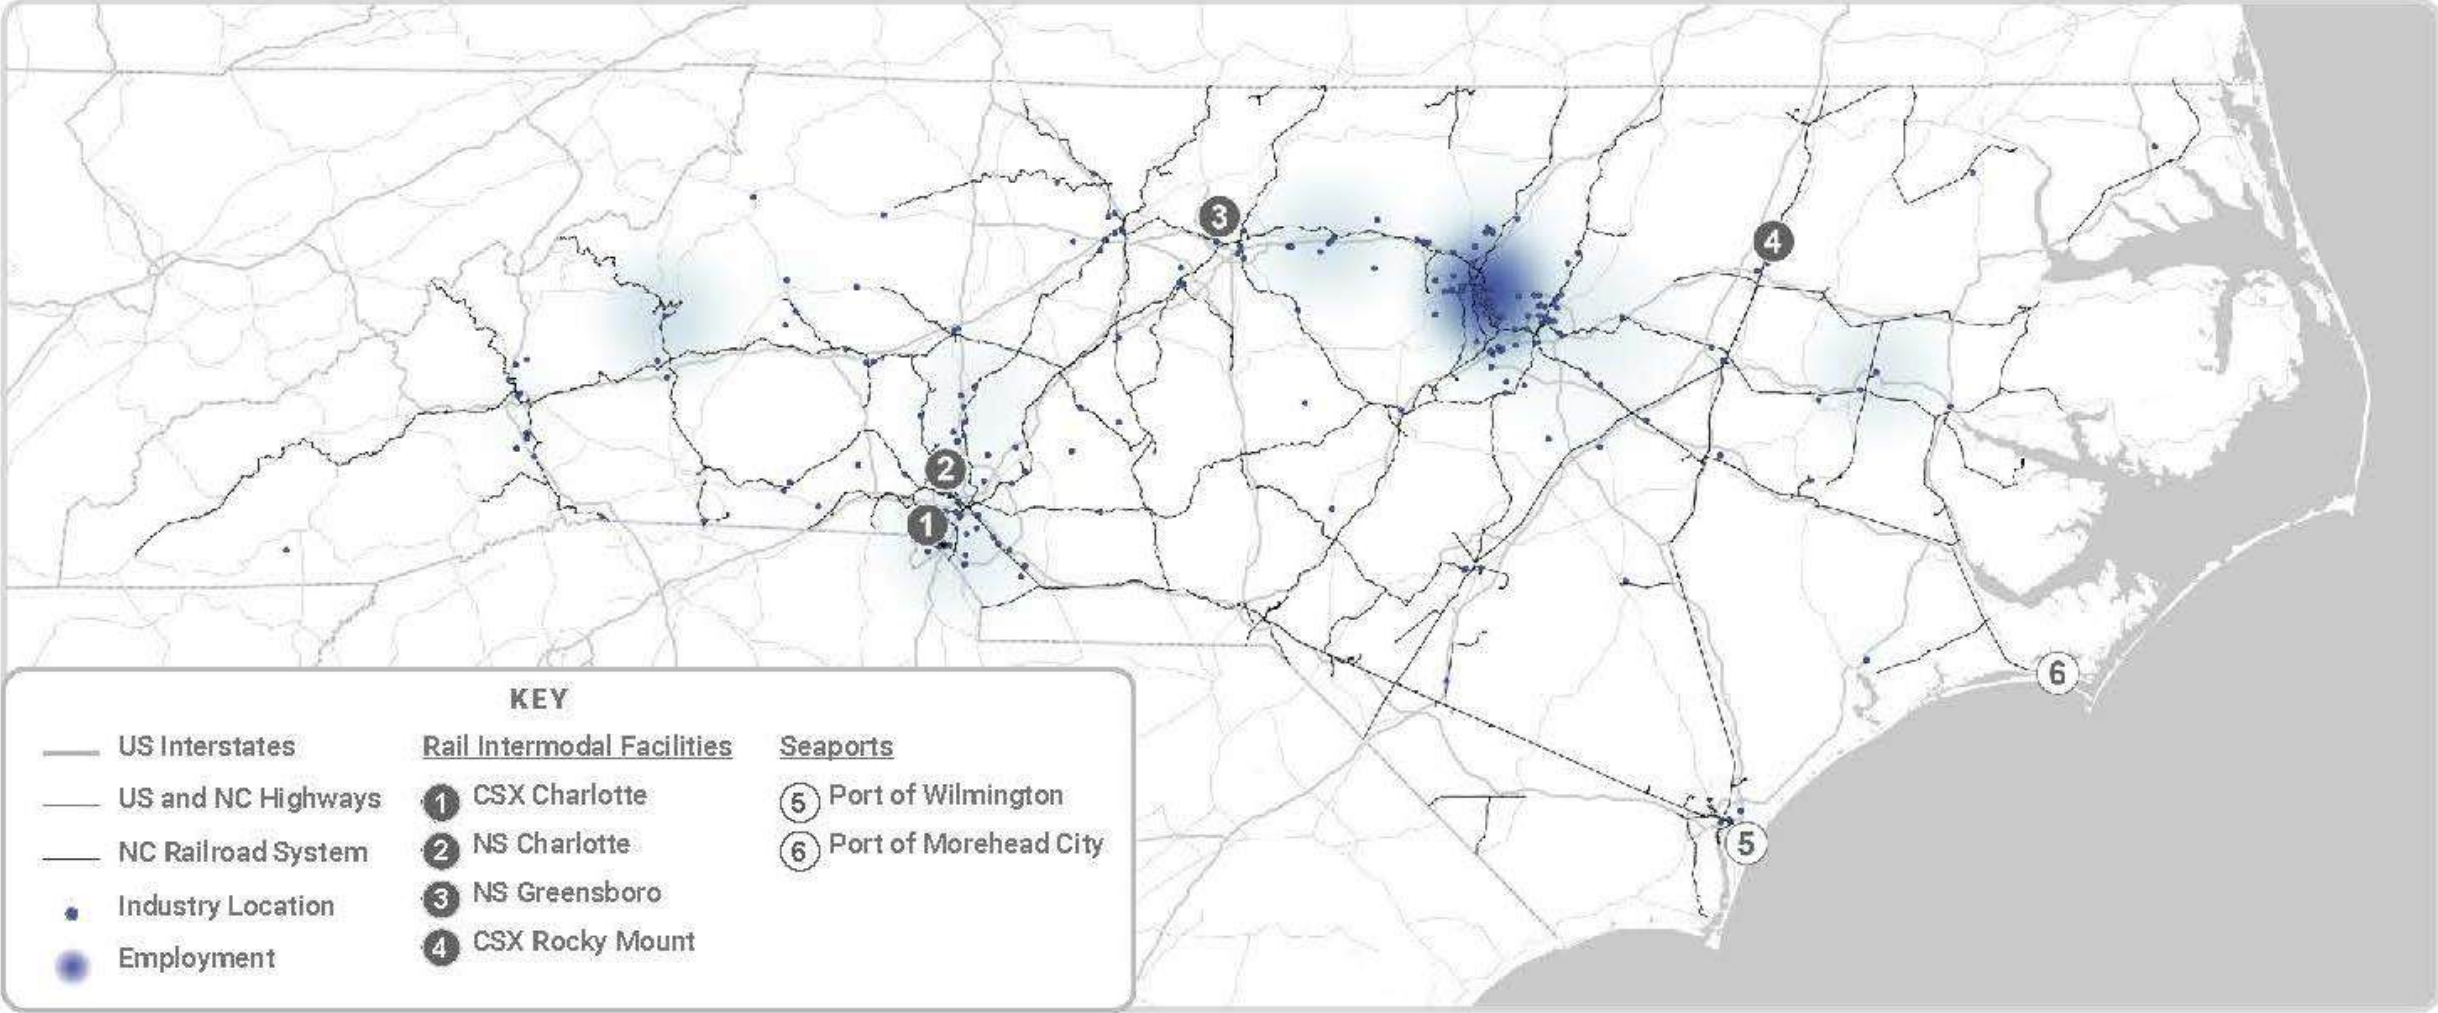 3
4
2
1
6
5
KEY
US Interstates
US and NC Highways
NC Railroad System
Industry Location
Employment
Rail Intermodal Facilities
1 CSX Charlotte
2 NS Charlotte
3 NS Greensboro
4 CSX Rocky Mount
Seaports
5 Port of Wilmington
6 Port of Morehead City